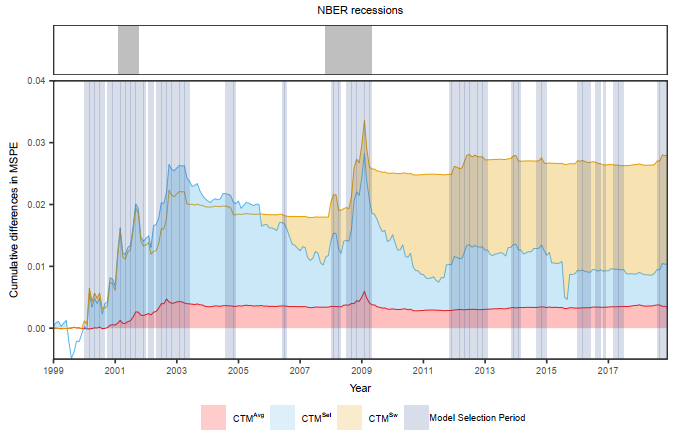 NBER recessions
0.04
0.03
0.02
0.01
0.00
Cumulative differences in MSPE
1999 2001 2003 2005 2007 2009 2011 2013 2015 2017
Year
CTM^Avg CTM^Sel CTM^Sw Model Selection Period